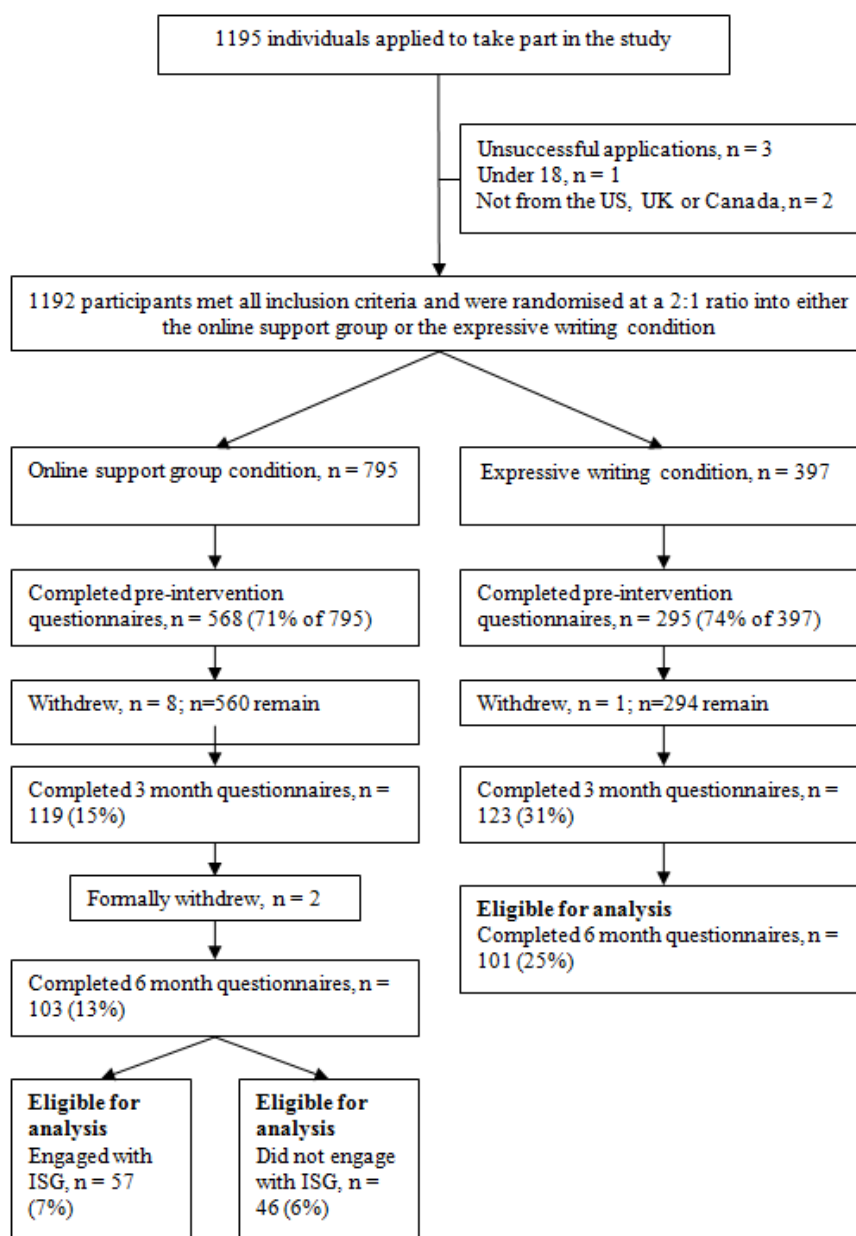 1195 individuals applied to take part in the study
Unsuccessful applications, n = 3
Under 18, n = 1
Not from the US, UK or Canada, n = 2
1192 participants met all inclusion criteria and were randomised at a 2:1 ratio into either
the online support group or the expressive writing condition
Online support group condition, n = 795
Expressive writing condition, n = 397
Completed pre-intervention
questionnaires, n = 568 (71% of 795)
Completed pre-intervention
questionnaires, n = 295 (74% of 397)
Withdrew, n = 8; n=560 remain
Withdrew, n = 1; n=294 remain
Completed 3 month questionnaires, n =
119 (15%)
Completed 3 month questionnaires, n =
123 (31%)
Formally withdrew, n = 2
Eligible for analysis
Completed 6 month questionnaires, n =
101 (25%)
Completed 6 month questionnaires, n =
103 (13%)
Eligible for
analysis
Engaged with
ISG, n = 57
(7%)
Eligible for
analysis
Did not engage
with ISG, n =
46 (6%)